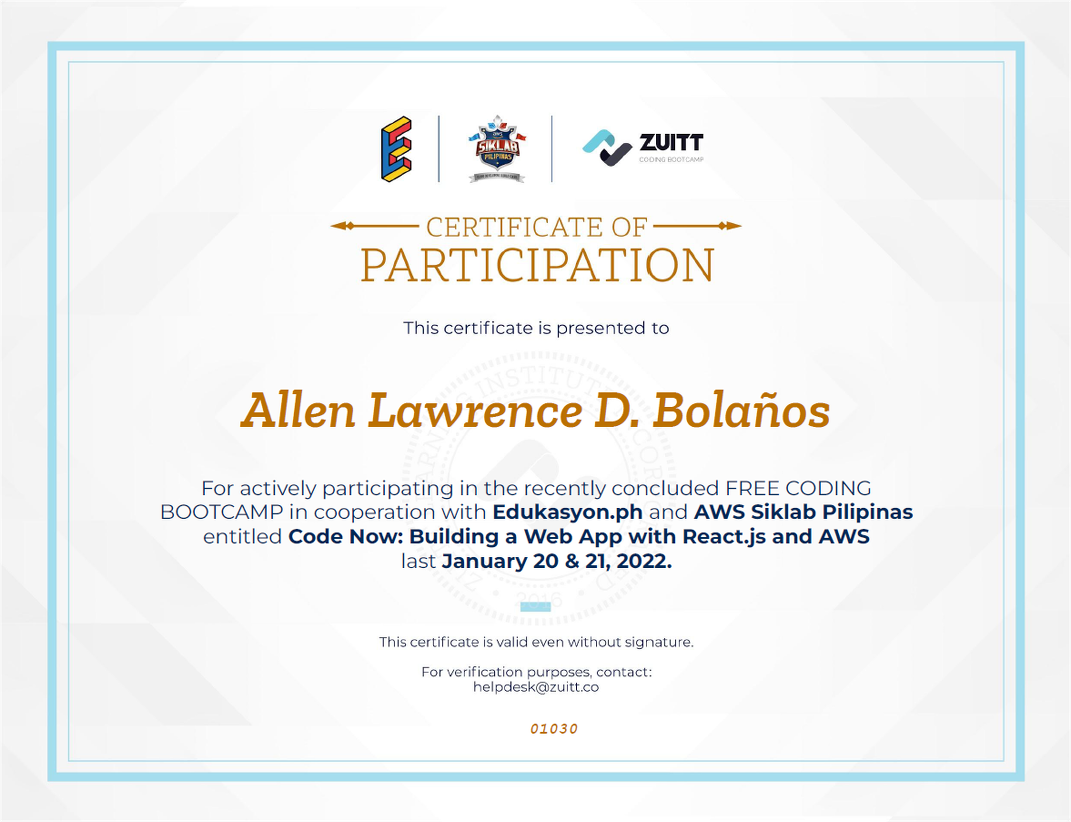 aws
SIKLAB
PILIPINAS
ZUITT
CODING BOOTCAMP
CERTIFICATE OF
PARTICIPATION
This certificate is presented to
Allen Lawrence D. Bolaños
For actively participating in the recently concluded FREE CODING
BOOTCAMP in cooperation with Edukasyon.ph and AWS Siklab Pilipinas
entitled Code Now: Building a Web App with React.js and AWS
last January 20 & 21, 2022.
2016
This certificate is valid even without signature.
For verification purposes, contact:
helpdesk@zuitt.co
01030